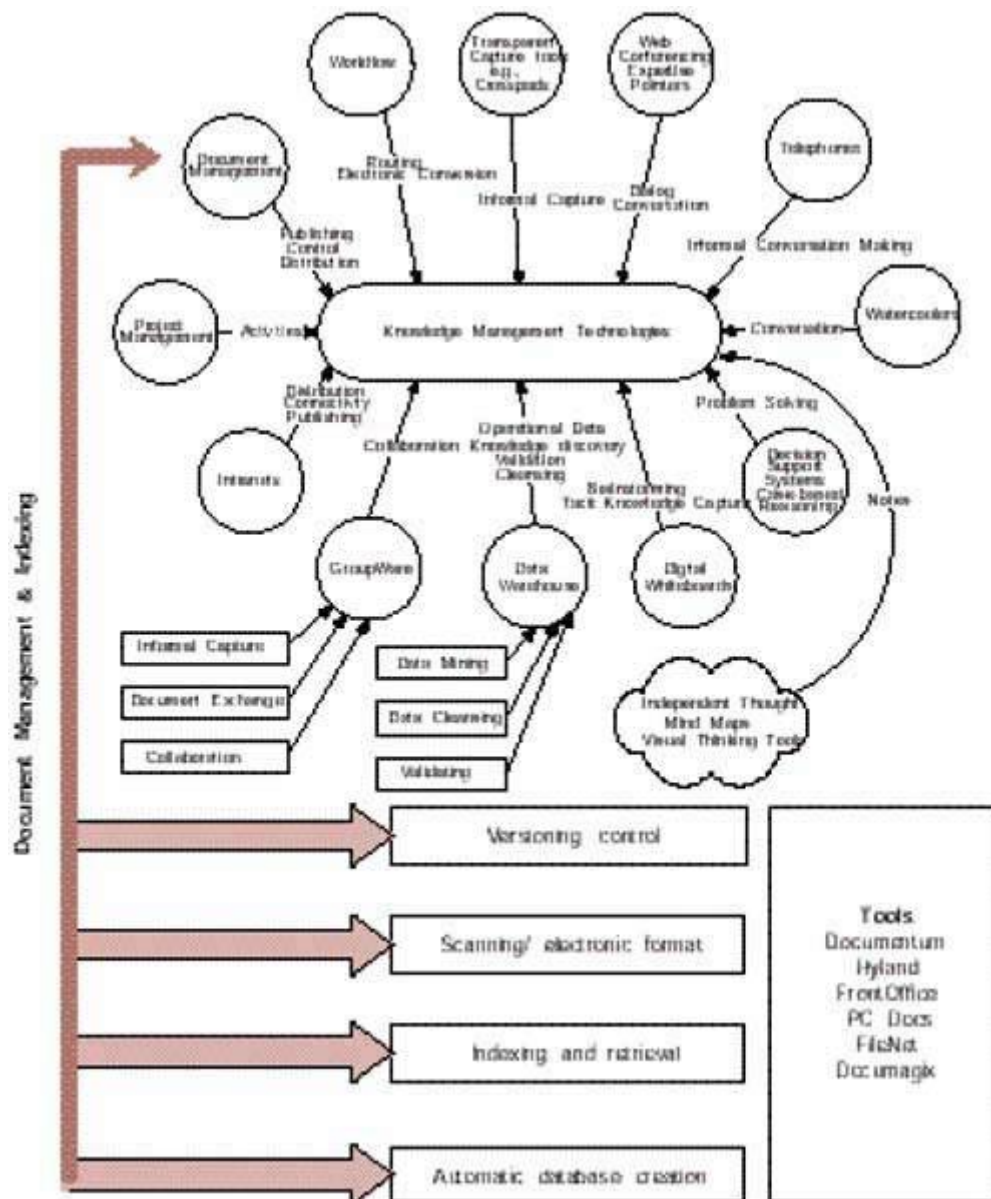 Workflow
Transparent
Capture tools
e.g.,
Crosspads
Web
Conferencing
Expertise
Pointers
Document
Management
Telephones
Routing
Electronic Conversion
Informal Capture
Dialog
Conversation
Publishing
Control
Distribution
Informal Conversation Making
Project
Management
Activities
Knowledge Management Technologies
Conversation
Watercoolers
Distribution
Connectivity
Publishing
Problem Solving
Collaboration
Operational Data
Knowledge discovery
Validation
Cleansing
Intranets
Decision
Support
Systems
Case-based
Reasoning
Brainstorming
Tacit Knowledge Capture
Notes
GroupWare
Data
Warehouse
Digital
Whiteboards
Informal Capture
Document Exchange
Collaboration
Data Mining
Data Cleansing
Validating
Independent Thought
Mind Maps
Visual Thinking Tools
Document Management & Indexing
Versioning control
Scanning/ electronic format
Indexing and retrieval
Automatic database creation
Tools
Documentum
Hyland
FrontOffice
PC Docs
FileNet
Documagix